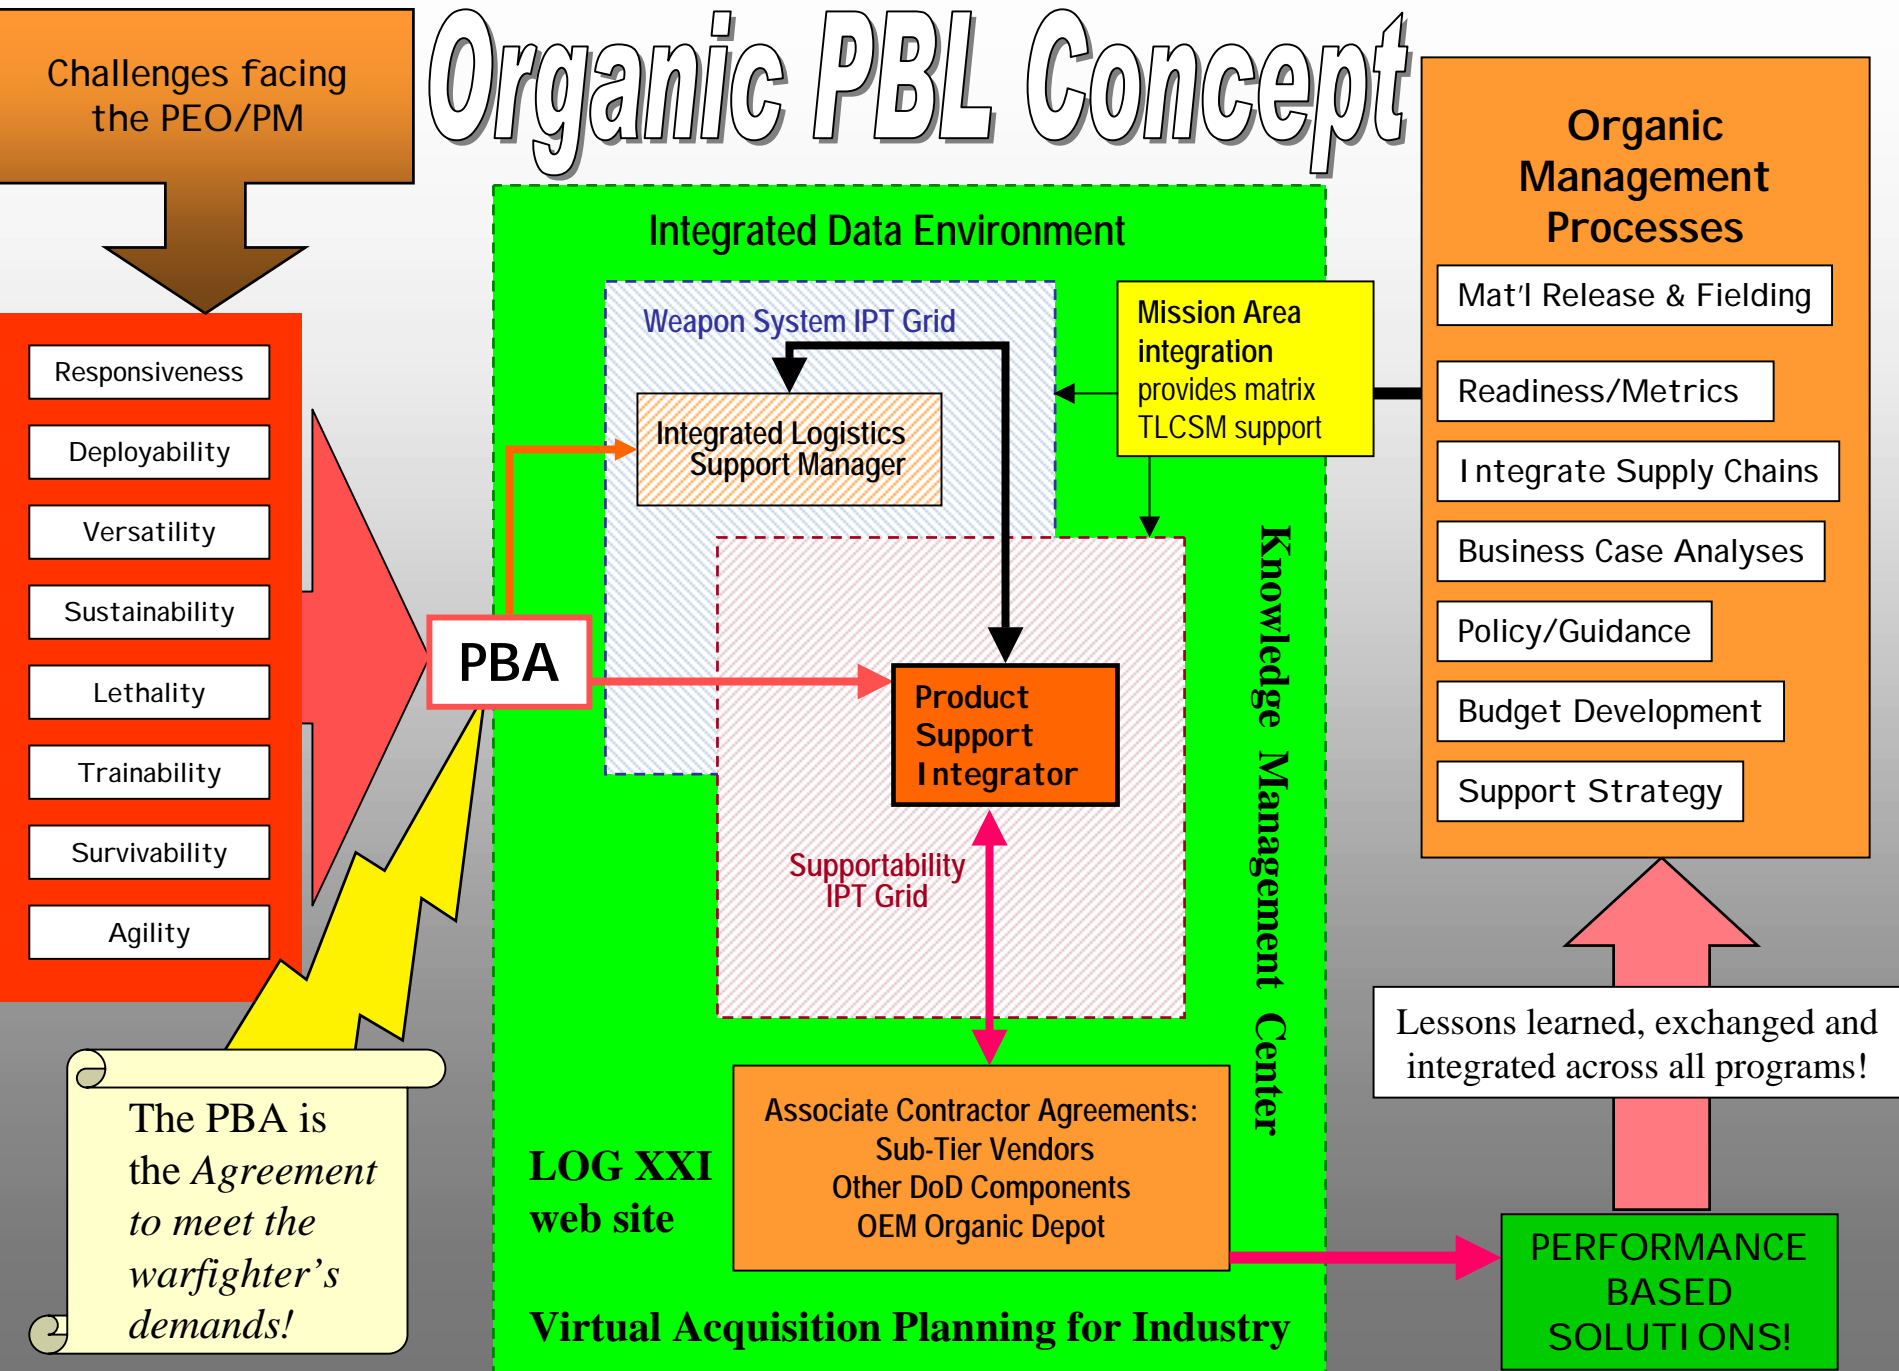 Organic PBL Concept
Challenges facing
the PEO/PM
Responsiveness
Deployability
Versatility
Sustainability
Lethality
Trainability
Survivability
Agility
PBA
The PBA is
the Agreement
to meet the
warfighter's
demands!
Integrated Data Environment
Weapon System IPT Grid
Integrated Logistics
Support Manager
Mission Area
integration
provides matrix
TLCSM support
Product
Support
Integrator
Supportability
IPT Grid
Knowledge Management Center
Associate Contractor Agreements:
Sub-Tier Vendors
Other DoD Components
OEM Organic Depot
LOG XXI
web site
Virtual Acquisition Planning for Industry
Organic
Management
Processes
Mat'l Release & Fielding
Readiness/Metrics
Integrate Supply Chains
Business Case Analyses
Policy/Guidance
Budget Development
Support Strategy
Lessons learned, exchanged and
integrated across all programs!
PERFORMANCE
BASED
SOLUTIONS!